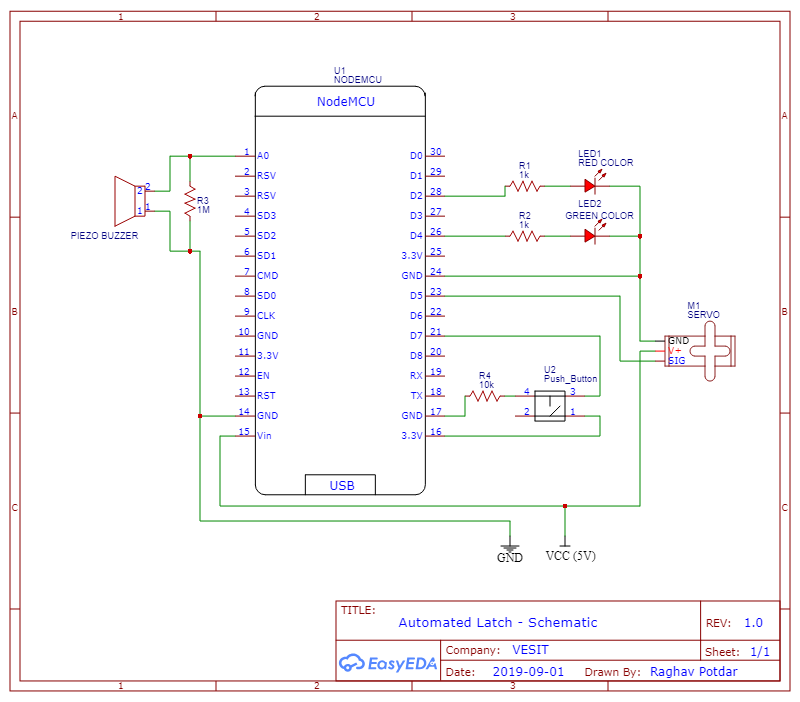 1 2 3
A A
B B
C C
U1
NODEMCU
NodeMCU
1 A0 D0 30
2 RSV D1 29
3 RSV D2 28
4 SD3 D3 27
5 SD2 D4 26
6 SD1 3.3V 25
7 CMD GND 24
8 SD0 D5 23
9 CLK D6 22
10 GND D7 21
11 3.3V D8 20
12 EN RX 19
13 RST TX 18
14 GND GND 17
15 Vin 3.3V 16
USB
2 2
1 1
PIEZO BUZZER
R3
1M
R1
1k
LED1
RED COLOR
R2
1k
LED2
GREEN COLOR
M1
SERVO
GND
V+
SIG
R4
10k
U2
Push_Button
4 3
2 1
GND
VCC (5V)
TITLE:
Automated Latch - Schematic
REV: 1.0
EasyEDA
Company: VESIT
Sheet: 1/1
Date: 2019-09-01 Drawn By: Raghav Potdar
1 2 3